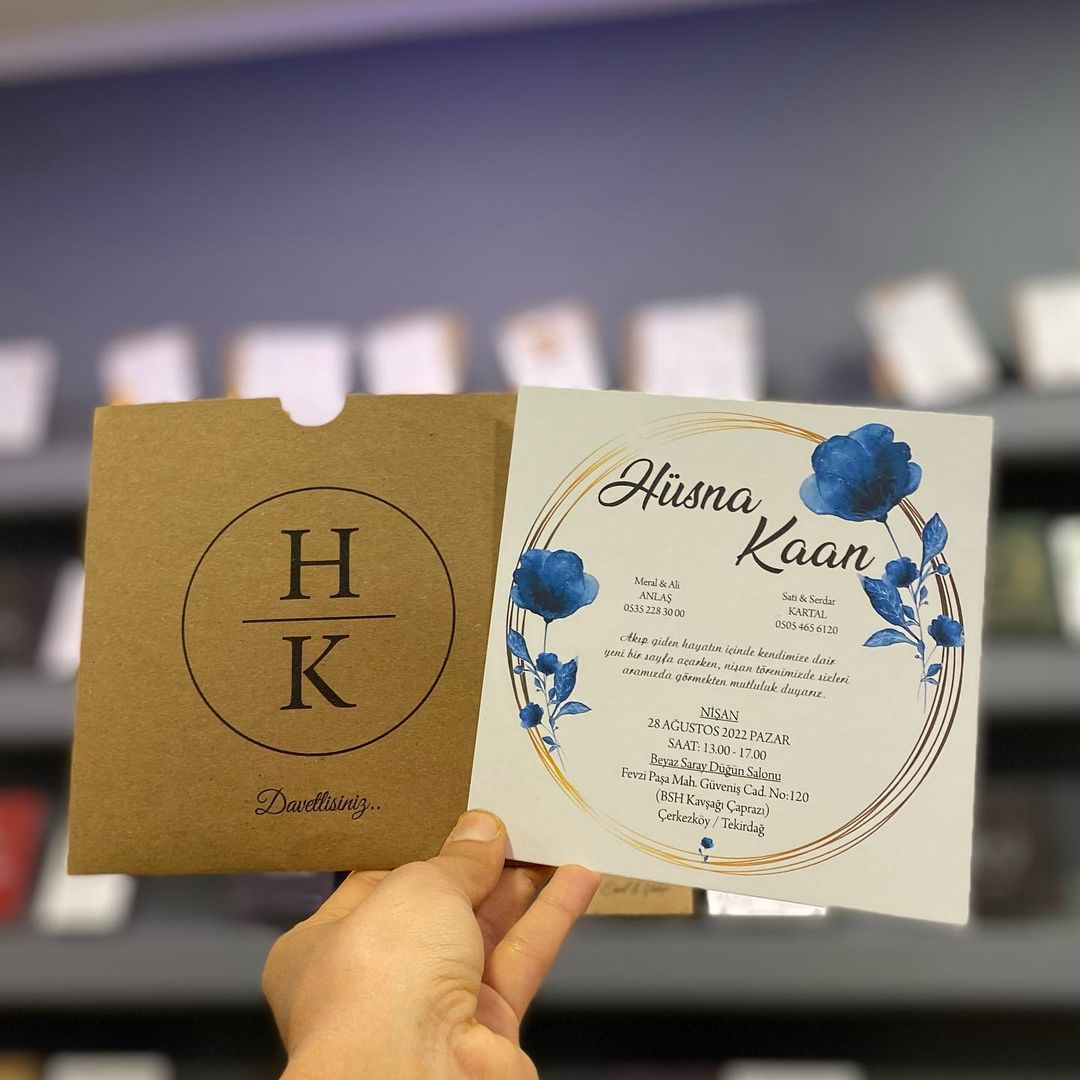 H
K
Davetlisiniz..
Hüsna
Kaan
Meral & Ali
ANLAŞ
0535 228 30 00
Sati & Serdar
KARTAL
0505 465 6120
Akıp giden hayatın içinde kendimize dair
yeni bir sayfa açarken, nişan törenimizde sizleri
aramızda görmekten mutluluk duyarız.
NİŞAN
28 AĞUSTOS 2022 PAZAR
SAAT: 13.00 - 17.00
Beyaz Saray Düğün Salonu
Fevzi Paşa Mah. Güveniş Cad. No:120
(BSH Kavşağı Çaprazı)
Çerkezköy / Tekirdağ